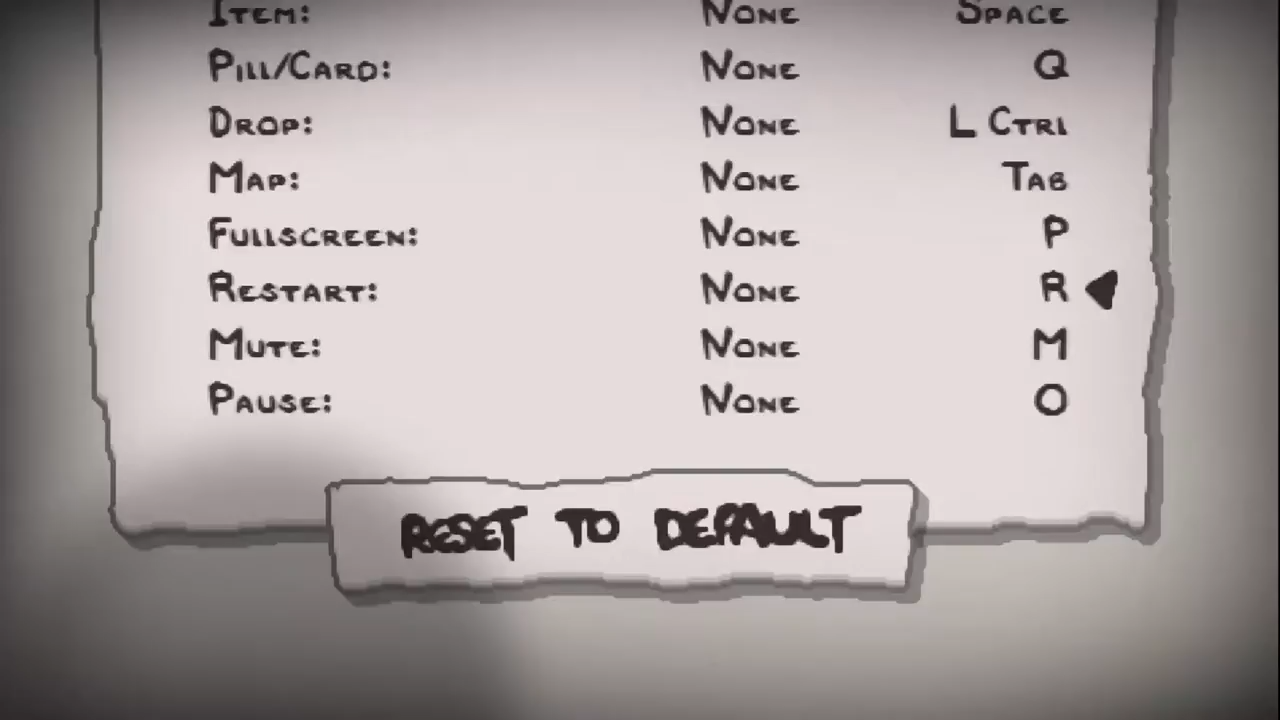 Item: None Space
Pill/Card: None Q
Drop: None L Ctrl
Map: None Tab
Fullscreen: None P
Restart: None R
Mute: None M
Pause: None O
RESET TO DEFAULT